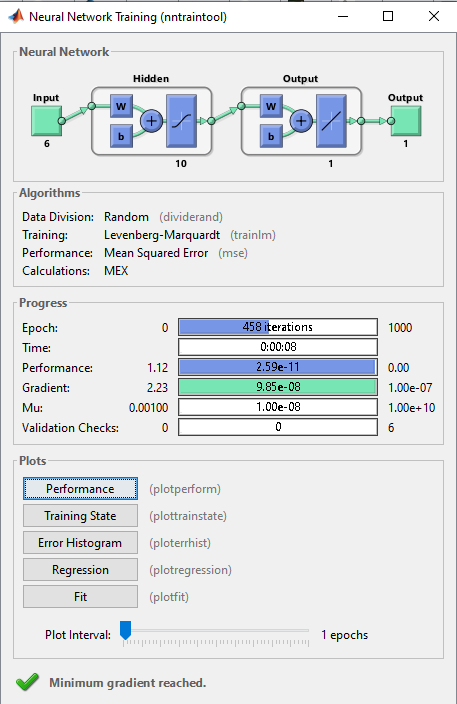 Neural Network Training (nntraintool)
Neural Network
Hidden Output
Input Output
W W
b b
6 10 1 1
Algorithms
Data Division: Random (dividerand)
Training: Levenberg-Marquardt (trainlm)
Performance: Mean Squared Error (mse)
Calculations: MEX
Progress
Epoch: 0 458 iterations 1000
Time: 0:00:08
Performance: 1.12 2.59e-11 0.00
Gradient: 2.23 9.85e-08 1.00e-07
Mu: 0.00100 1.00e-08 1.00e+10
Validation Checks: 0 0 6
Plots
Performance (plotperform)
Training State (plottrainstate)
Error Histogram (ploterrhist)
Regression (plotregression)
Fit (plotfit)
Plot Interval: 1 epochs
Minimum gradient reached.